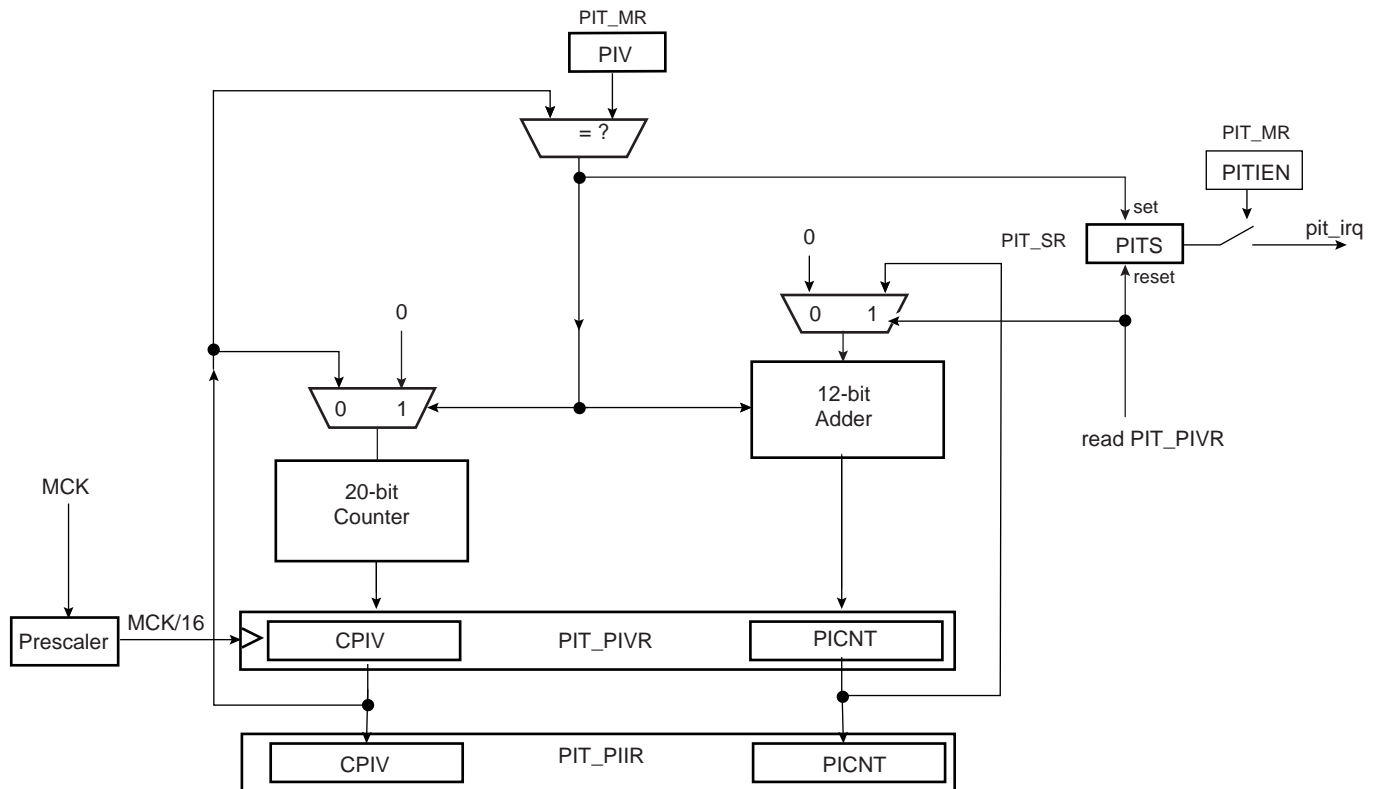 PIT_MR
PIV
= ?
PIT_MR
PITIEN
set
0
PIT_SR
PITS
pit_irq
reset
0
0 1
0 1
12-bit
Adder
read PIT_PIVR
MCK
20-bit
Counter
MCK/16
Prescaler
CPIV
PIT_PIVR
PICNT
CPIV
PIT_PIIR
PICNT